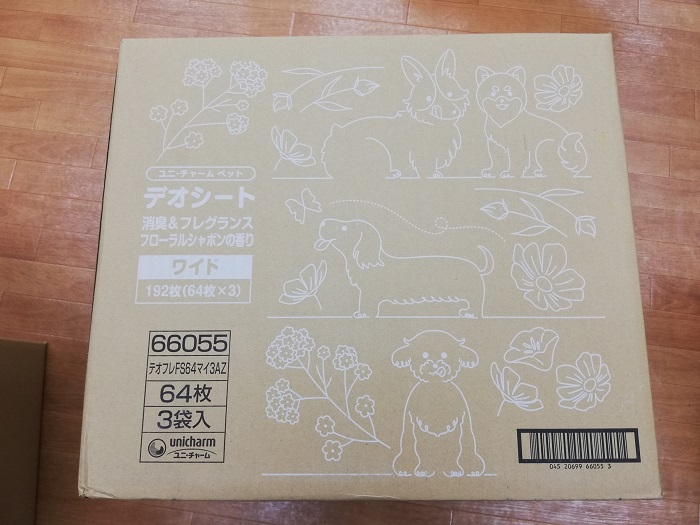 ユニ・チャーム ペット
デオシート
消臭&フレグランス
フローラルシャボンの香り
ワイド
192枚(64枚×3)
66055
デオフレFS64マイ3AZ
64枚
3袋入
unicharm
ユニ・チャーム
045 20699 66055 3